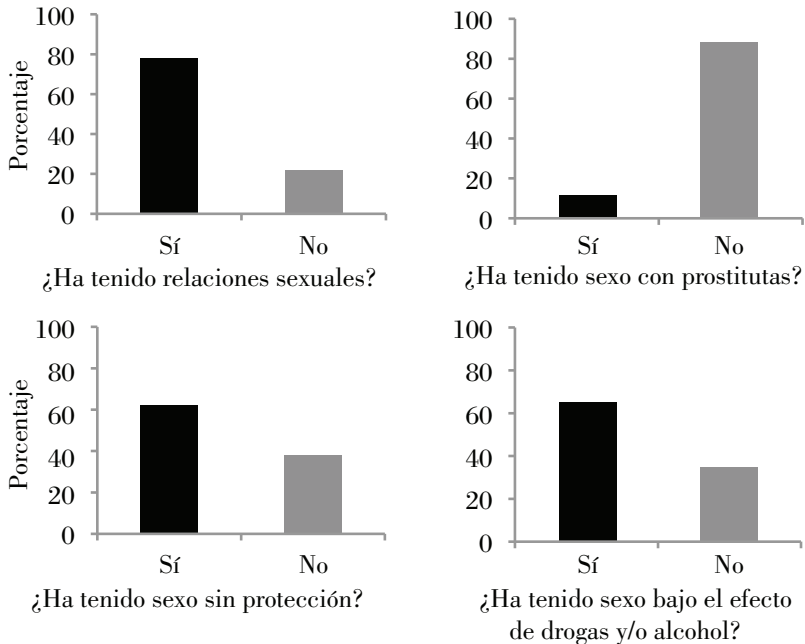 100
80
60
40
20
0
Porcentaje
Sí No
¿Ha tenido relaciones sexuales?
100
80
60
40
20
0
Sí No
¿Ha tenido sexo con prostitutas?
100
80
60
40
20
0
Porcentaje
Sí No
¿Ha tenido sexo sin protección?
100
80
60
40
20
0
Sí No
¿Ha tenido sexo bajo el efecto
de drogas y/o alcohol?